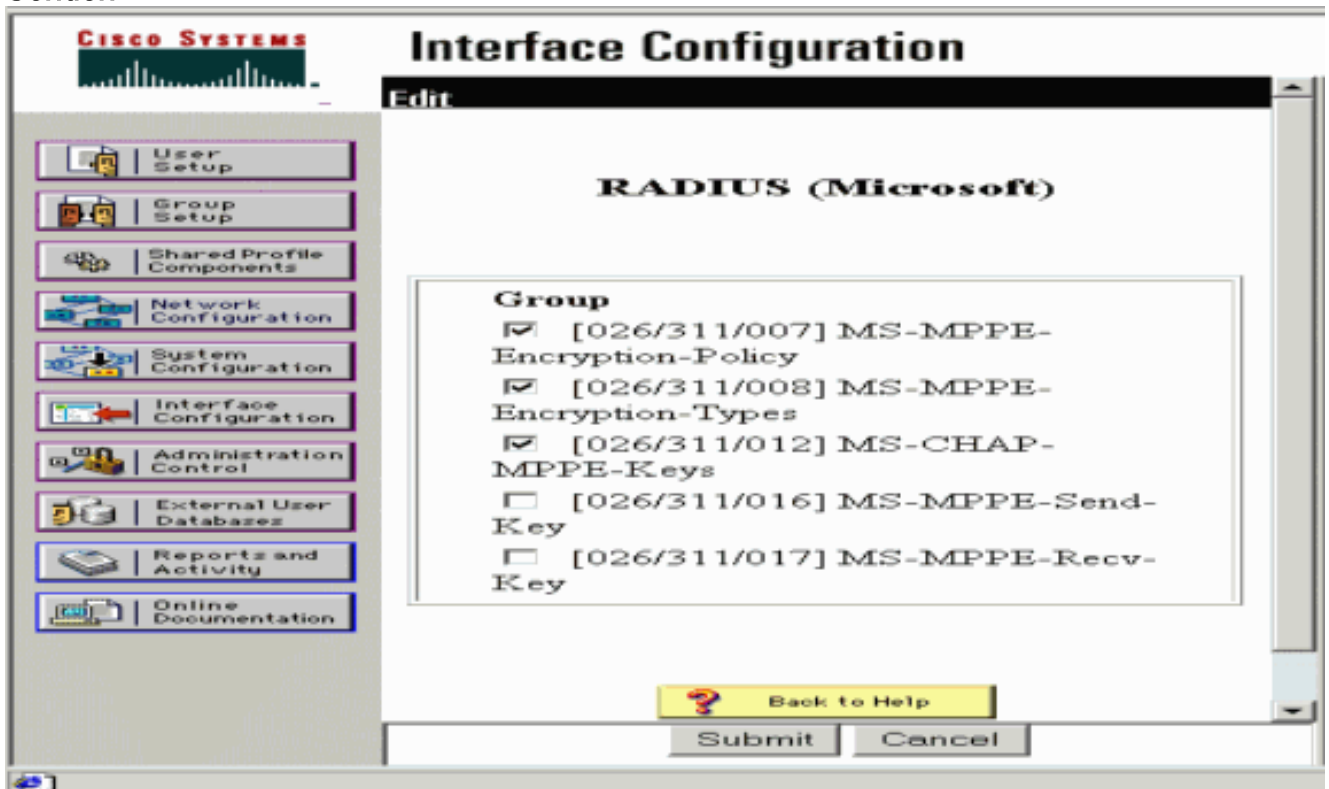 CISCO SYSTEMS
Interface Configuration
Edit
User
Setup
Group
Setup
Shared Profile
Components
Network
Configuration
System
Configuration
Interface
Configuration
Administration
Control
External User
Databases
Reports and
Activity
Online
Documentation
RADIUS (Microsoft)
Group
[026/311/007] MS-MPPE-
Encryption-Policy
[026/311/008] MS-MPPE-
Encryption-Types
[026/311/012] MS-CHAP-
MPPE-Keys
[026/311/016] MS-MPPE-Send-
Key
[026/311/017] MS-MPPE-Recv-
Key
? Back to Help
Submit Cancel